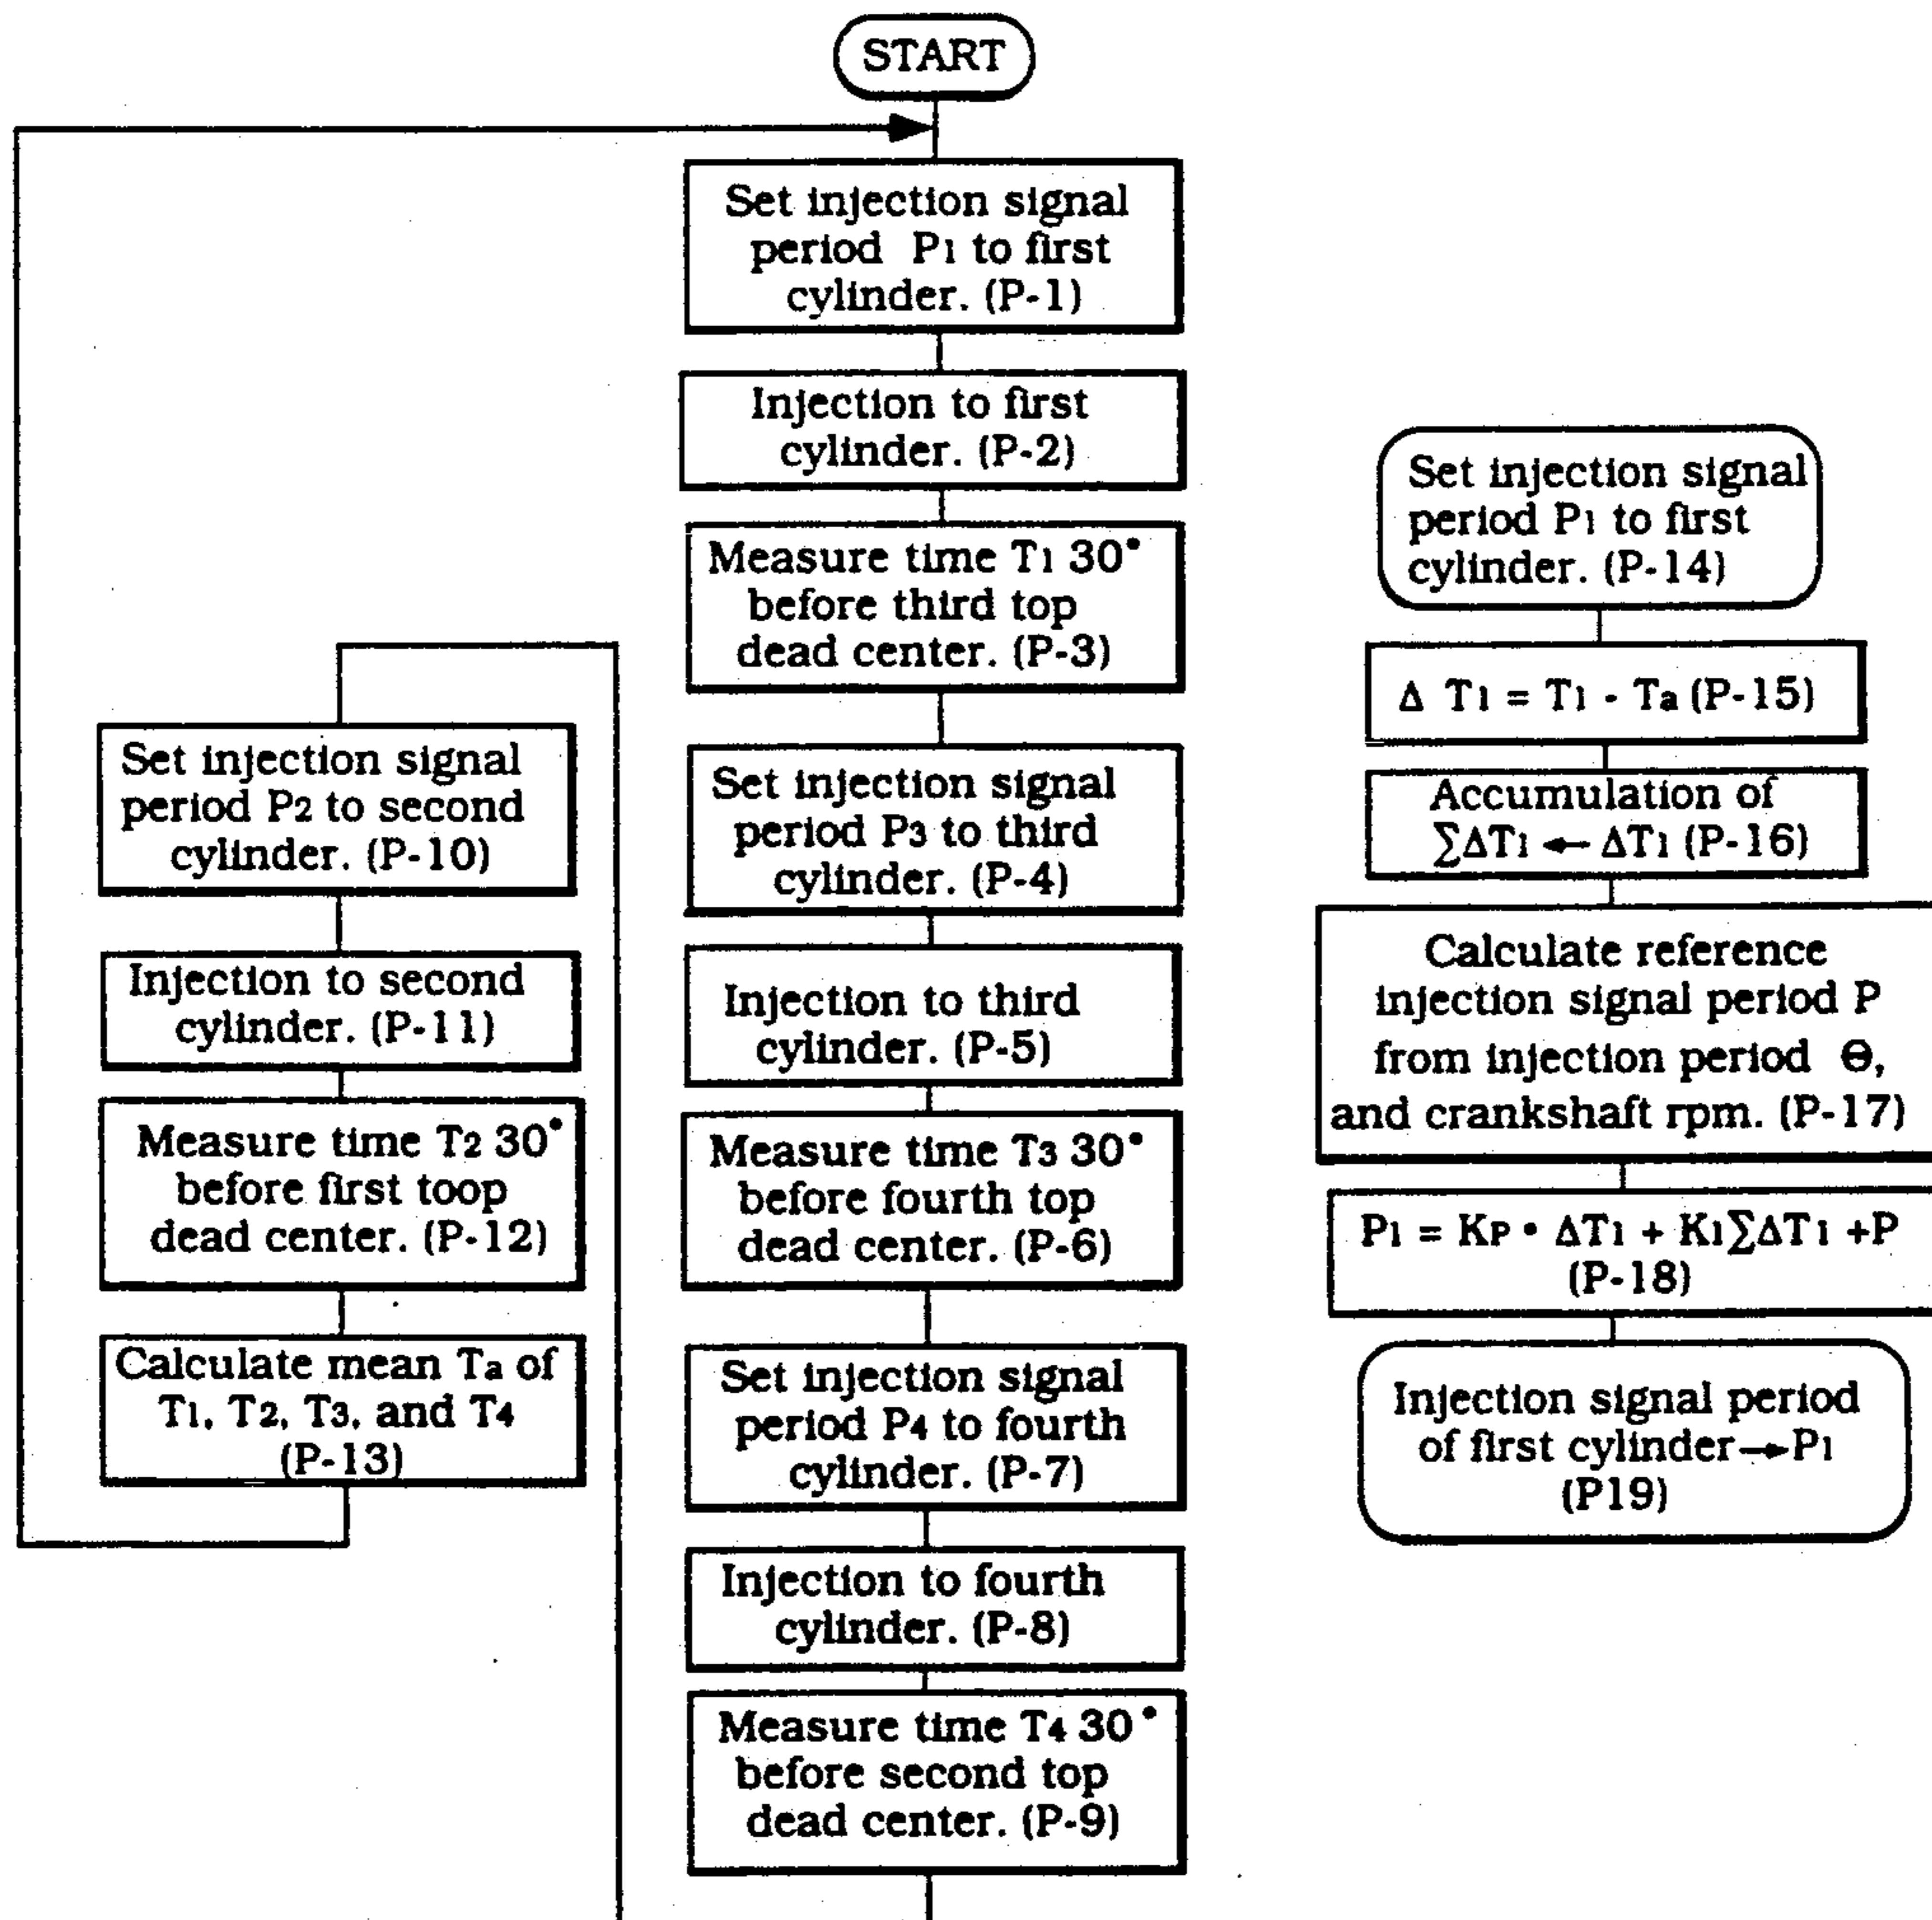 START
Set injection signal
period P1 to first
cylinder. (P-1)
Injection to first
cylinder. (P-2)
Measure time T1 30°
before third top
dead center. (P-3)
Set injection signal
period P3 to third
cylinder. (P-4)
Injection to third
cylinder. (P-5)
Measure time T3 30°
before fourth top
dead center. (P-6)
Set injection signal
period P4 to fourth
cylinder. (P-7)
Injection to fourth
cylinder. (P-8)
Measure time T4 30°
before second top
dead center. (P-9)
Set injection signal
period P2 to second
cylinder. (P-10)
Injection to second
cylinder. (P-11)
Measure time T2 30°
before first toop
dead center. (P-12)
Calculate mean Ta of
T1, T2, T3, and T4
(P-13)
Set injection signal
period P1 to first
cylinder. (P-14)
Δ T1 = T1 - Ta (P-15)
Accumulation of
∑ΔT1 ← ΔT1 (P-16)
Calculate reference
injection signal period P
from injection period Θ,
and crankshaft rpm. (P-17)
P1 = KP • ΔT1 + K1∑ΔT1 +P
(P-18)
Injection signal period
of first cylinder→P1
(P19)